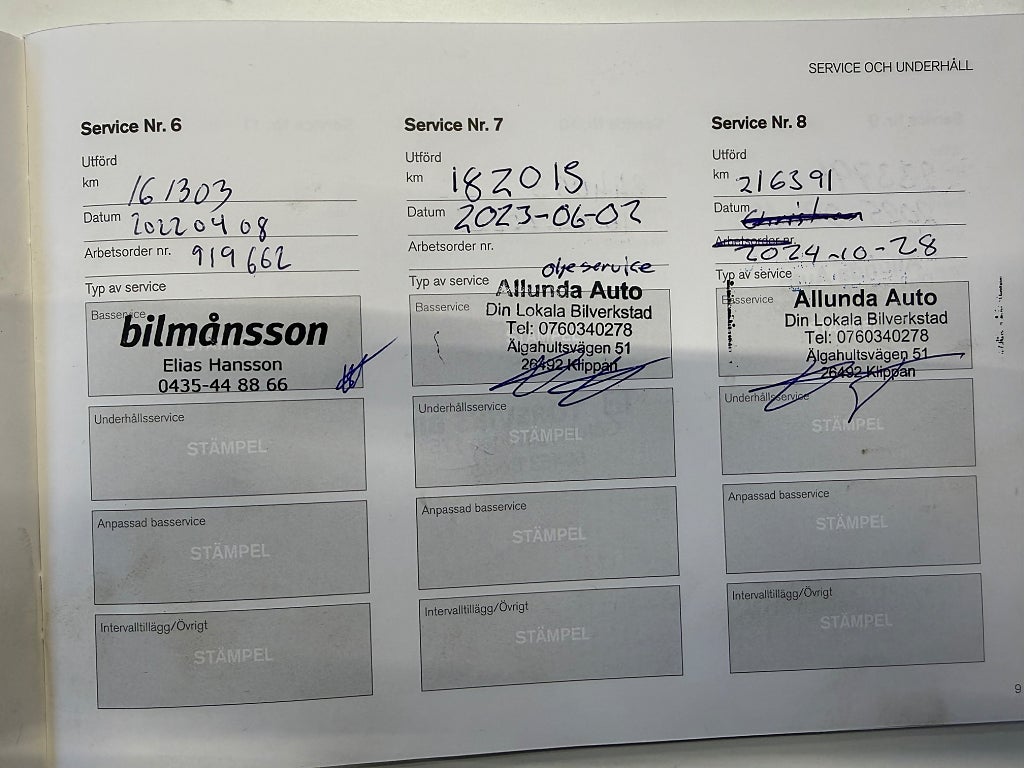 SERVICE OCH UNDERHÅLL
Service Nr. 6
Utförd
km 161303
Datum 20220408
Arbetsorder nr. 919662
Typ av service
Basservice
bilmånsson
Elias Hansson
0435-44 88 66
Underhållsservice
STÄMPEL
Anpassad basservice
STÄMPEL
Intervalltillägg/Övrigt
STÄMPEL
Service Nr. 7
Utförd
km 182015
Datum 2023-06-02
Arbetsorder nr.
oljeservice
Typ av service
Basservice
Allunda Auto
Din Lokala Bilverkstad
Tel: 0760340278
Älgahultsvägen 51
26492 Klippan
Underhållsservice
STÄMPEL
Anpassad basservice
STÄMPEL
Intervalltillägg/Övrigt
STÄMPEL
Service Nr. 8
Utförd
km 216391
Datum
Arbetsorder nr.
2024-10-28
Typ av service
Basservice
Allunda Auto
Din Lokala Bilverkstad
Tel: 0760340278
Älgahultsvägen 51
26492 Klippan
Underhållsservice
STÄMPEL
Anpassad basservice
STÄMPEL
Intervalltillägg/Övrigt
STÄMPEL
9